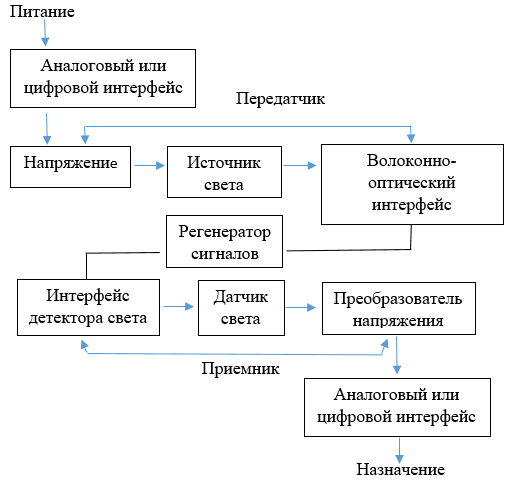 Питание
Аналоговый или
цифровой интерфейс
Передатчик
Напряжение
Источник
света
Волоконно-
оптический
интерфейс
Регенератор
сигналов
Интерфейс
детектора света
Датчик
света
Преобразователь
напряжения
Приемник
Аналоговый или
цифровой интерфейс
Назначение